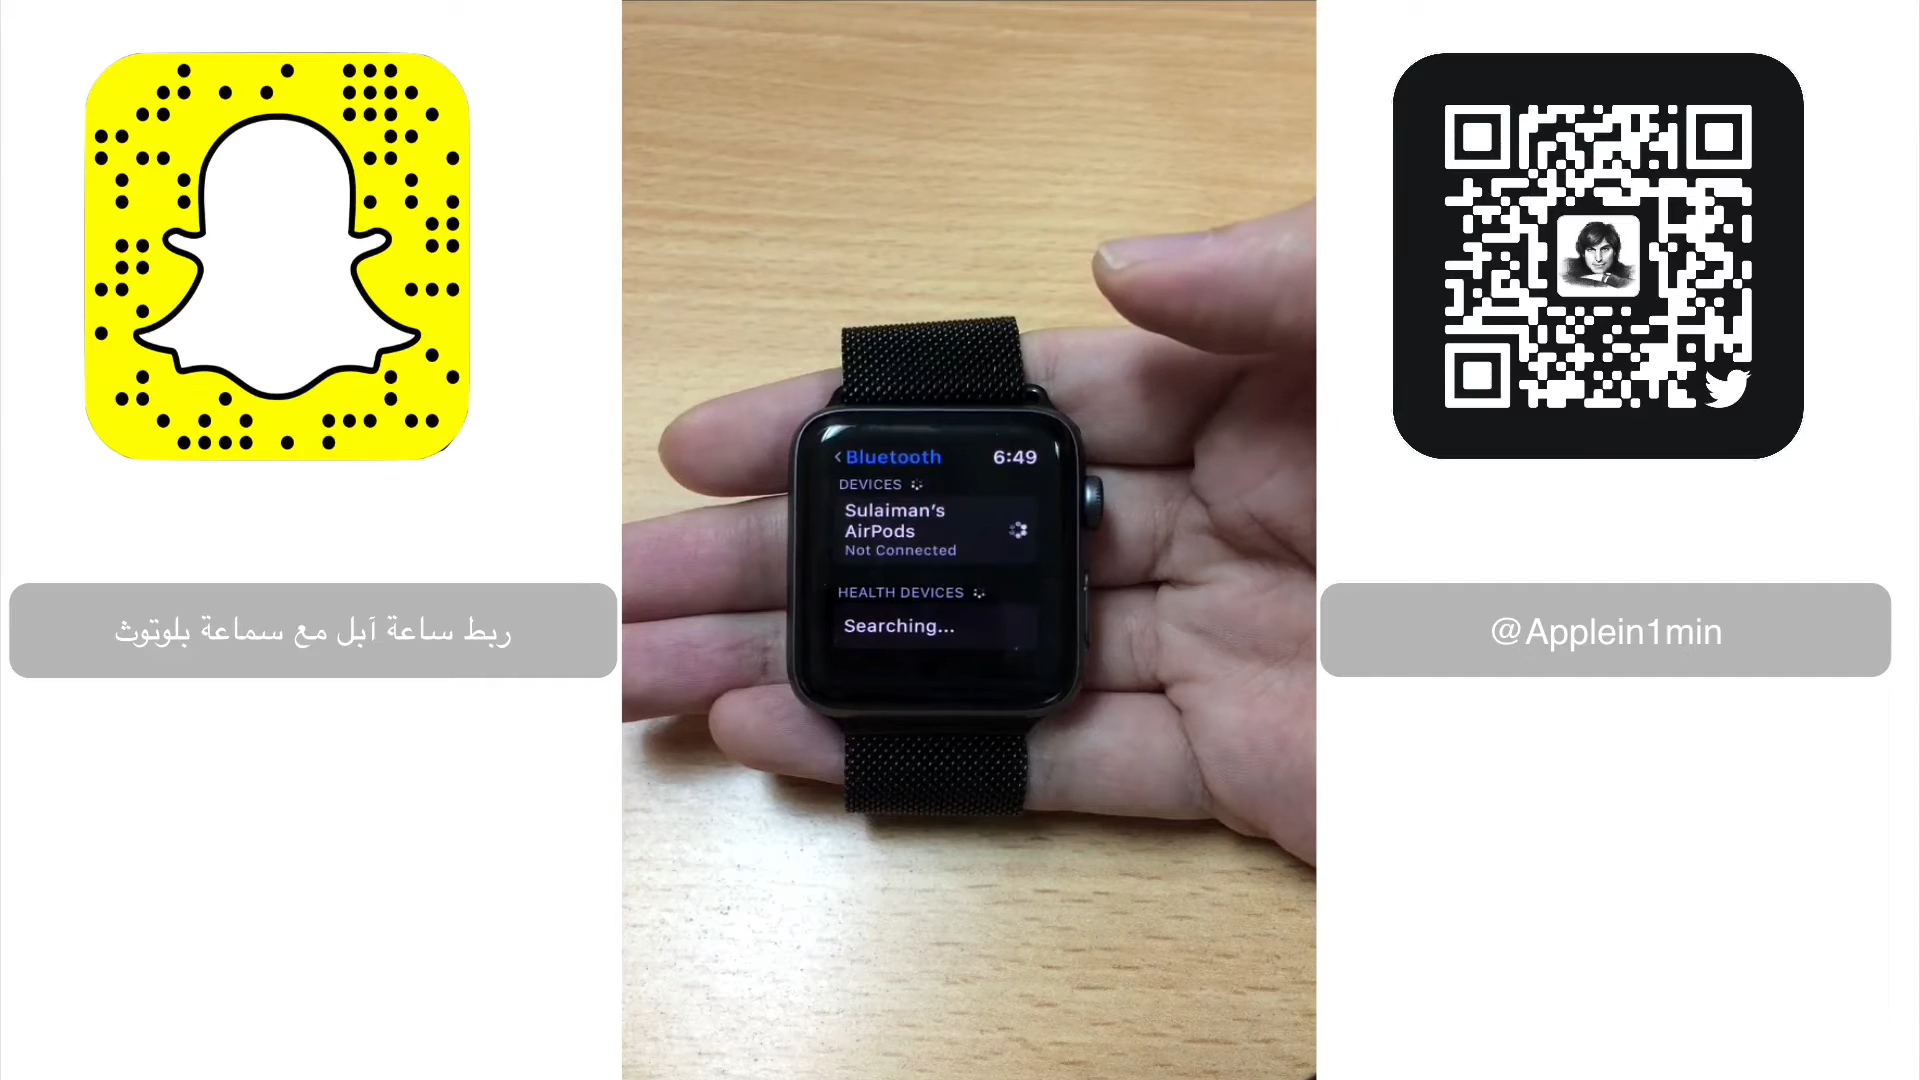 ربط ساعة آبل مع سماعة بلوتوث
Bluetooth 6:49
DEVICES
Sulaiman's
AirPods
Not Connected
HEALTH DEVICES
Searching...
@Applein1min